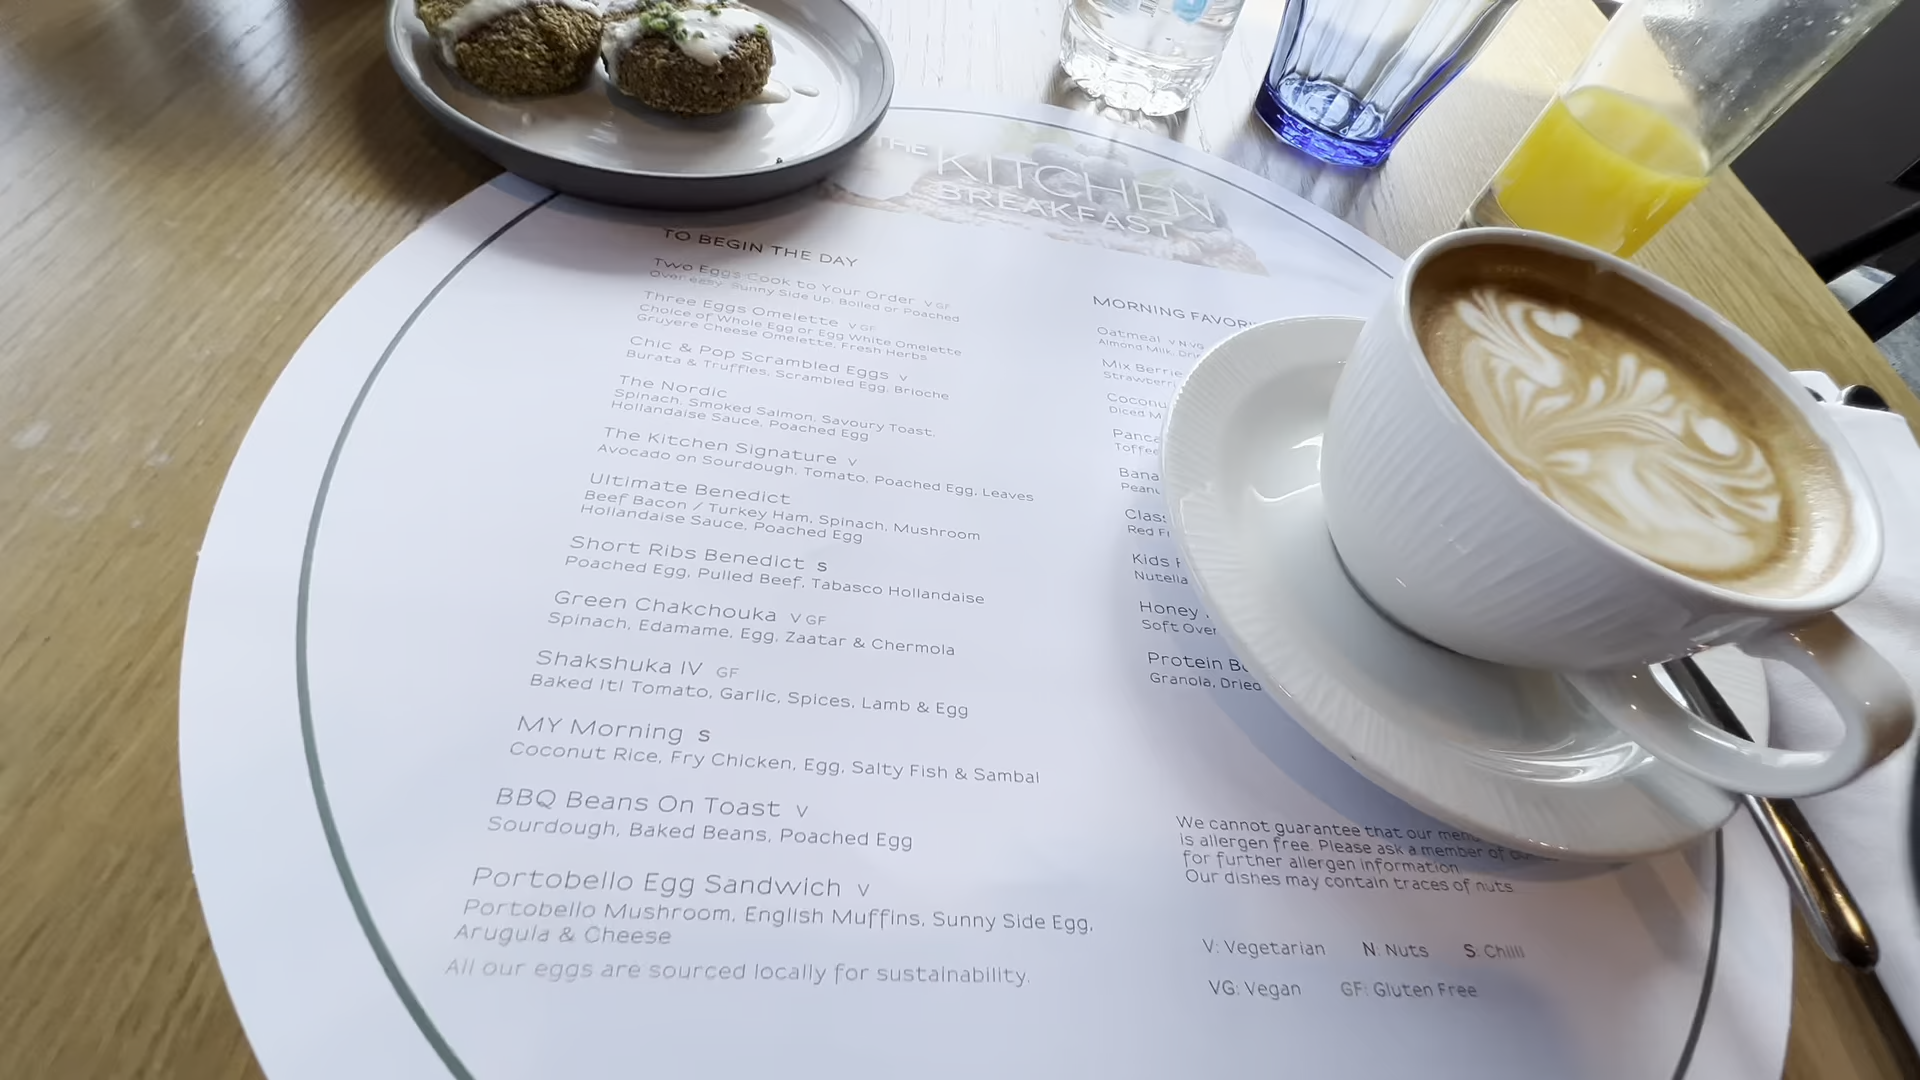 THE KITCHEN
BREAKFAST
TO BEGIN THE DAY
Two Eggs Cook to Your Order V GF
Over easy, Sunny Side Up, Boiled or Poached
Three Eggs Omelette V GF
Choice of Whole Egg or Egg White Omelette
Gruyere Cheese Omelette, Fresh Herbs
Chic & Pop Scrambled Eggs V
Burata & Truffles, Scrambled Egg, Brioche
The Nordic
Spinach, Smoked Salmon, Savoury Toast,
Hollandaise Sauce, Poached Egg
The Kitchen Signature V
Avocado on Sourdough, Tomato, Poached Egg, Leaves
Ultimate Benedict
Beef Bacon / Turkey Ham, Spinach, Mushroom
Hollandaise Sauce, Poached Egg
Short Ribs Benedict S
Poached Egg, Pulled Beef, Tabasco Hollandaise
Green Chakchouka V GF
Spinach, Edamame, Egg, Zaatar & Chermola
Shakshuka IV GF
Baked It! Tomato, Garlic, Spices, Lamb & Egg
MY Morning S
Coconut Rice, Fry Chicken, Egg, Salty Fish & Sambal
BBQ Beans On Toast V
Sourdough, Baked Beans, Poached Egg
Portobello Egg Sandwich V
Portobello Mushroom, English Muffins, Sunny Side Egg,
Arugula & Cheese
All our eggs are sourced locally for sustainability.
MORNING
Oatmeal V N VG
Almond Milk,
Mix
Diced
Kids
Nutella
Honey
Soft
Protein
Granola, Dried
We cannot guarantee that our
is allergen free. Please ask a member of
for further allergen information
Our dishes may contain traces of nuts
V: Vegetarian N: Nuts S: Chilli
VG: Vegan GF: Gluten Free